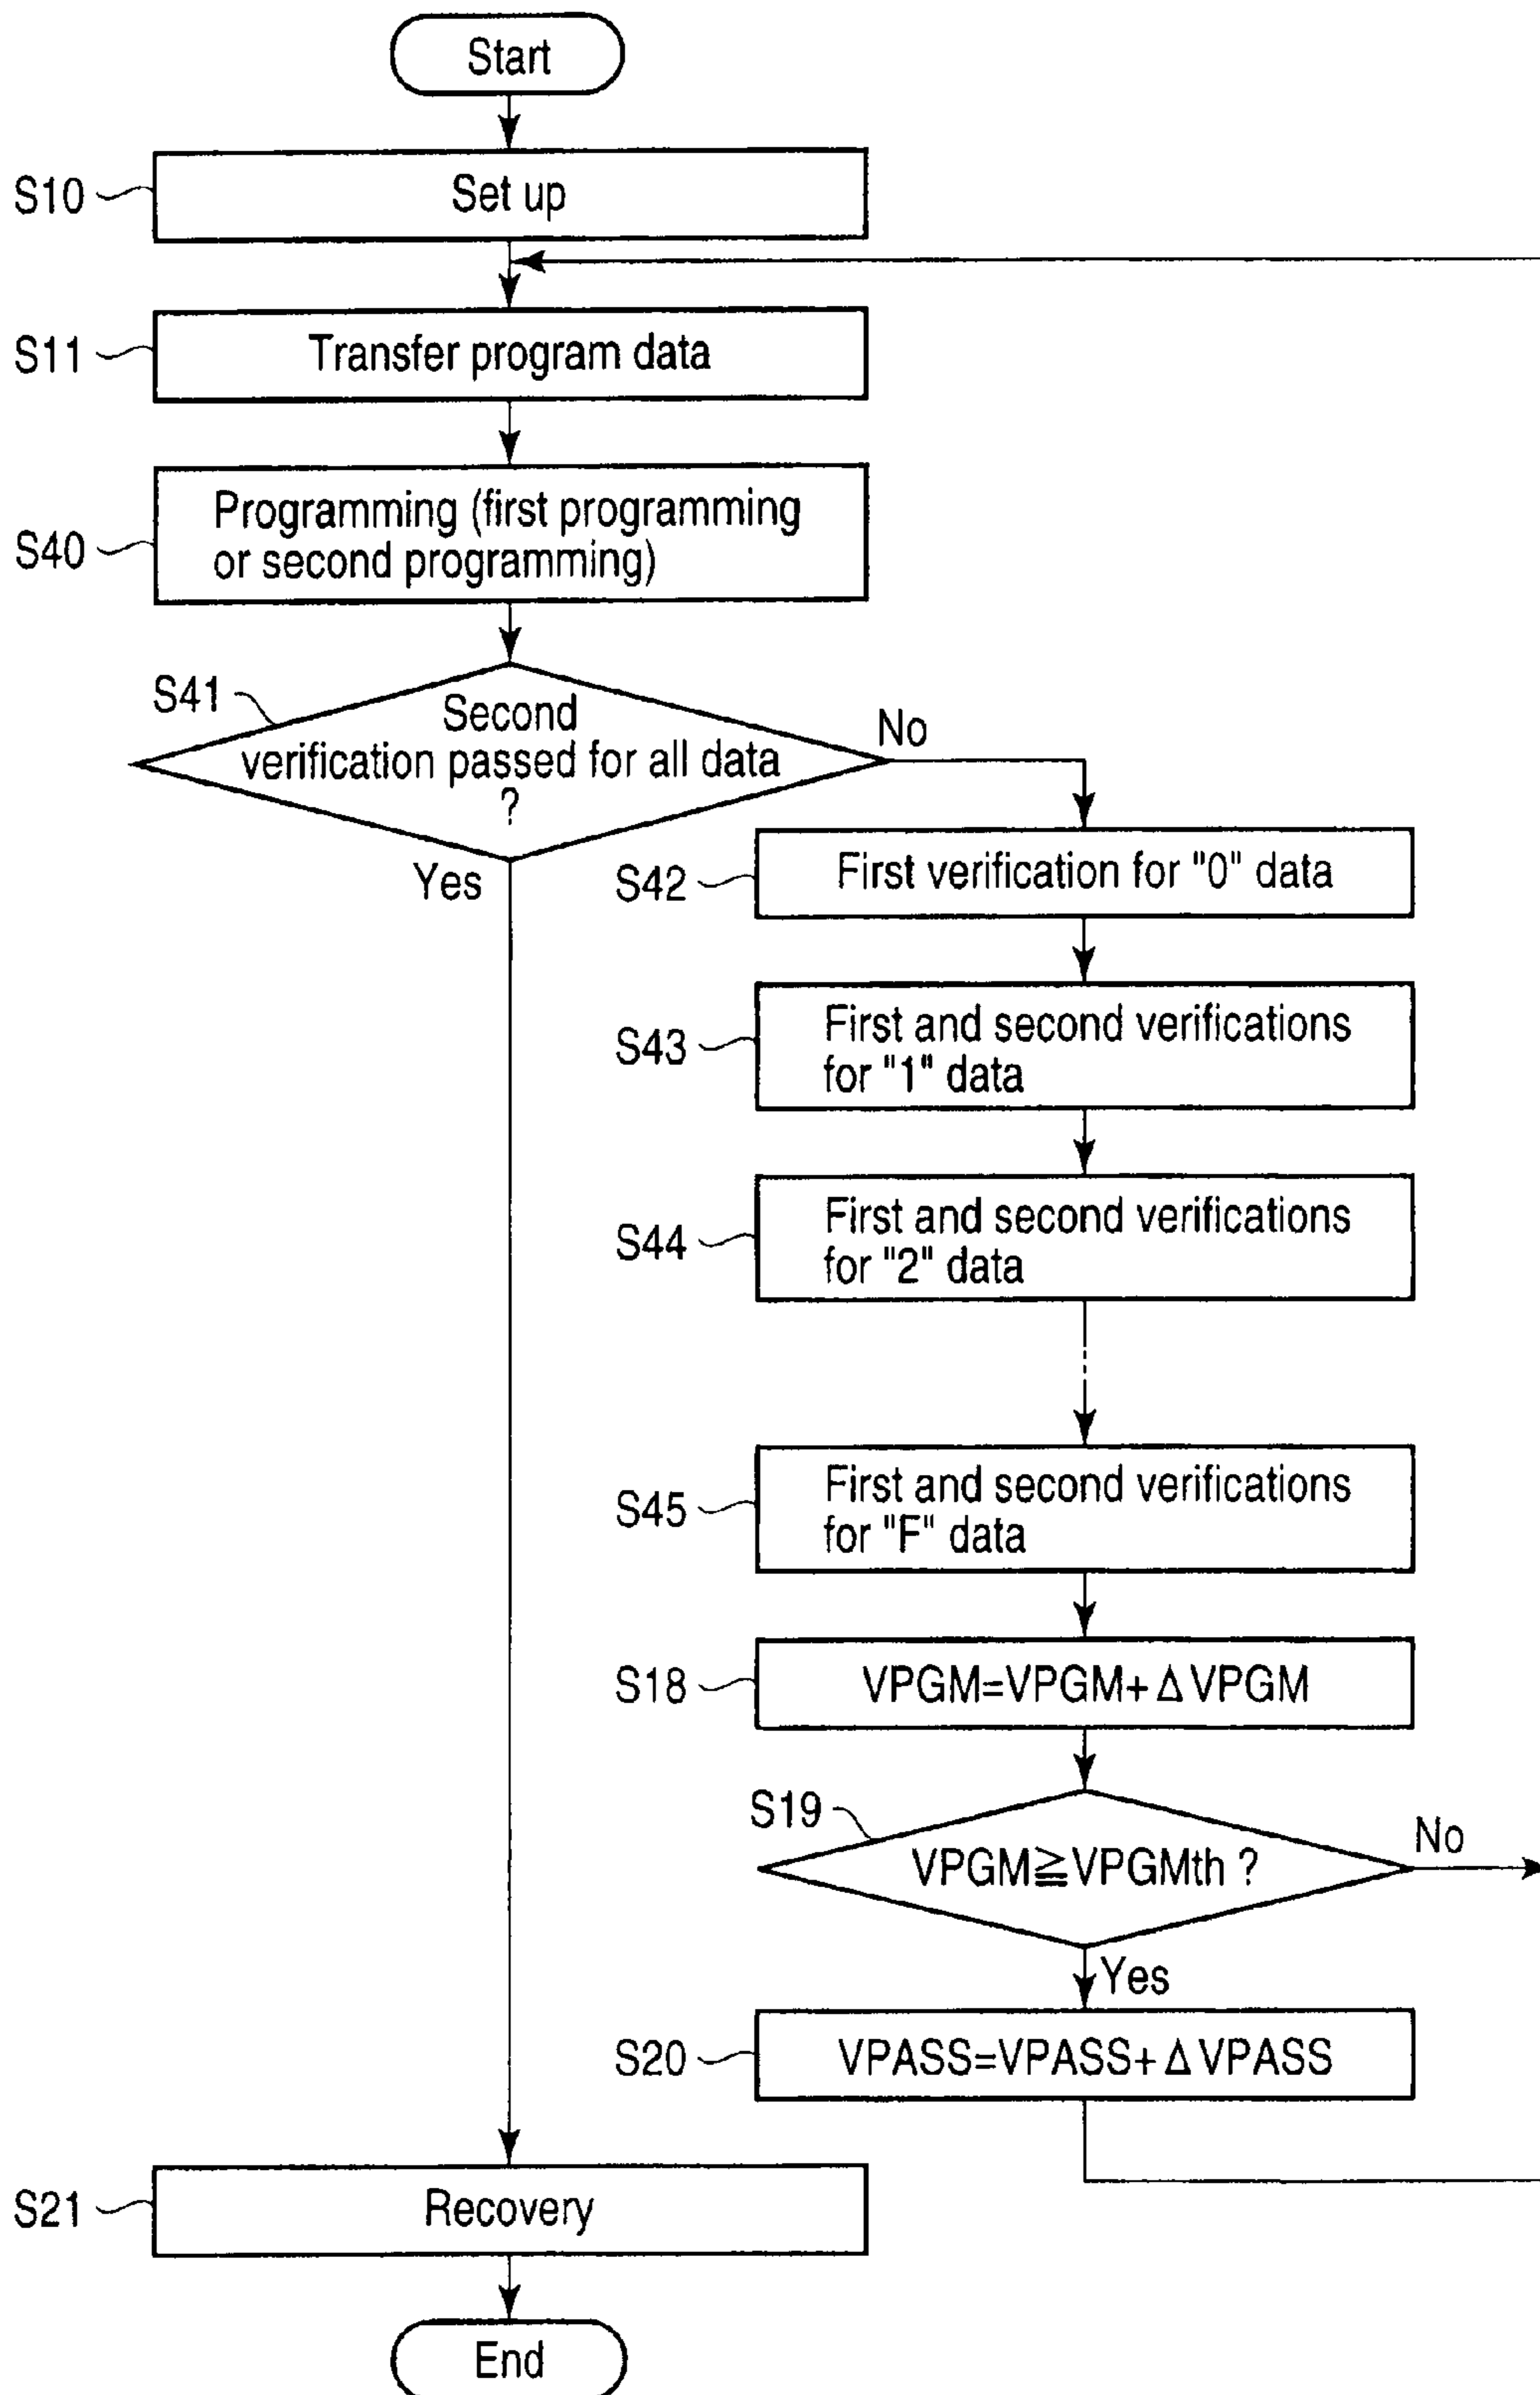 Start
S10
Set up
S11
Transfer program data
S40
Programming (first programming
or second programming)
S41
Second
verification passed for all data
?
No
Yes
S42
First verification for "0" data
S43
First and second verifications
for "1" data
S44
First and second verifications
for "2" data
S45
First and second verifications
for "F" data
S18
VPGM=VPGM+ΔVPGM
S19
VPGM≧VPGMth ?
No
Yes
S20
VPASS=VPASS+ΔVPASS
S21
Recovery
End